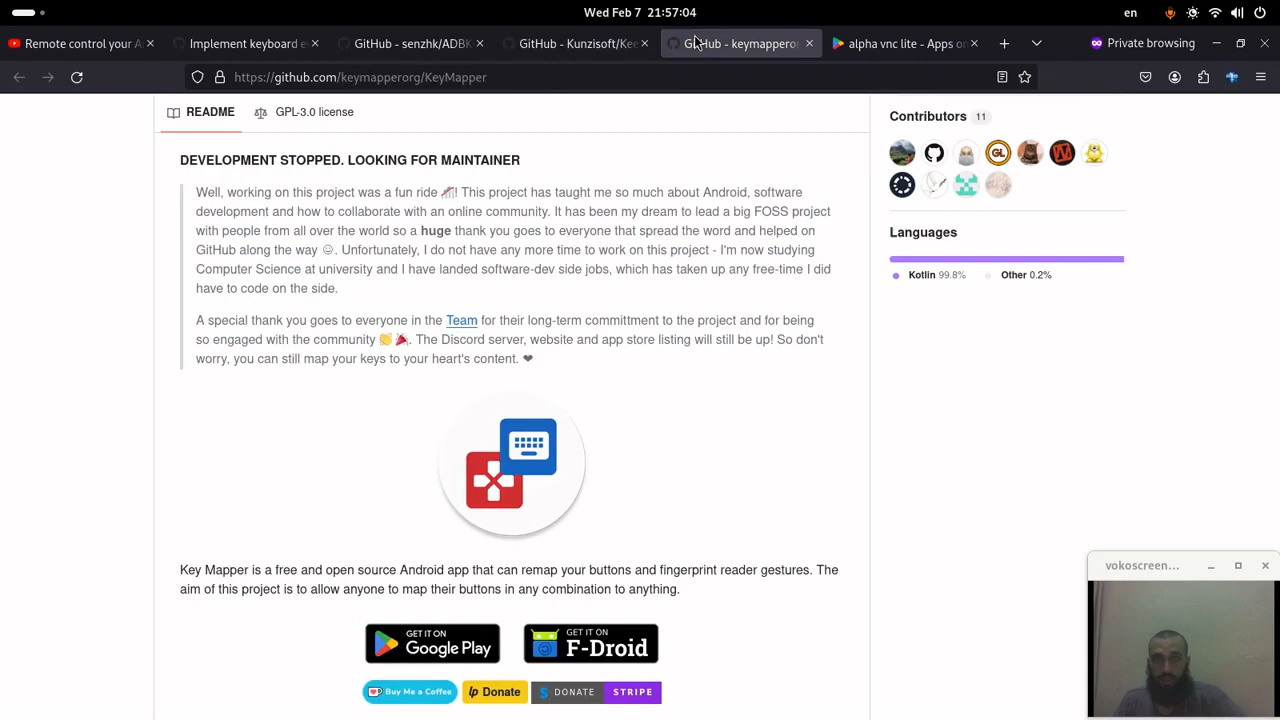 Wed Feb 7 21:57:04
en
Remote control your A
Implement keyboard e
GitHub - senzhk/ADBK
GitHub - Kunzisoft/Kee
GitHub - keymapperor
alpha vnc lite - Apps on
Private browsing
https://github.com/keymapperorg/KeyMapper
README
GPL-3.0 license
DEVELOPMENT STOPPED. LOOKING FOR MAINTAINER
Well, working on this project was a fun ride 🎢! This project has taught me so much about Android, software
development and how to collaborate with an online community. It has been my dream to lead a big FOSS project
with people from all over the world so a huge thank you goes to everyone that spread the word and helped on
GitHub along the way ☺. Unfortunately, I do not have any more time to work on this project - I'm now studying
Computer Science at university and I have landed software-dev side jobs, which has taken up any free-time I did
have to code on the side.
A special thank you goes to everyone in the Team for their long-term committment to the project and for being
so engaged with the community 👏 🎉. The Discord server, website and app store listing will still be up! So don't
worry, you can still map your keys to your heart's content. ❤
Key Mapper is a free and open source Android app that can remap your buttons and fingerprint reader gestures. The
aim of this project is to allow anyone to map their buttons in any combination to anything.
GET IT ON
Google Play
GET IT ON
F-Droid
Buy Me a Coffee
lp Donate
DONATE STRIPE
Contributors 11
GL
Languages
Kotlin 99.8%
Other 0.2%
vokoscreen...